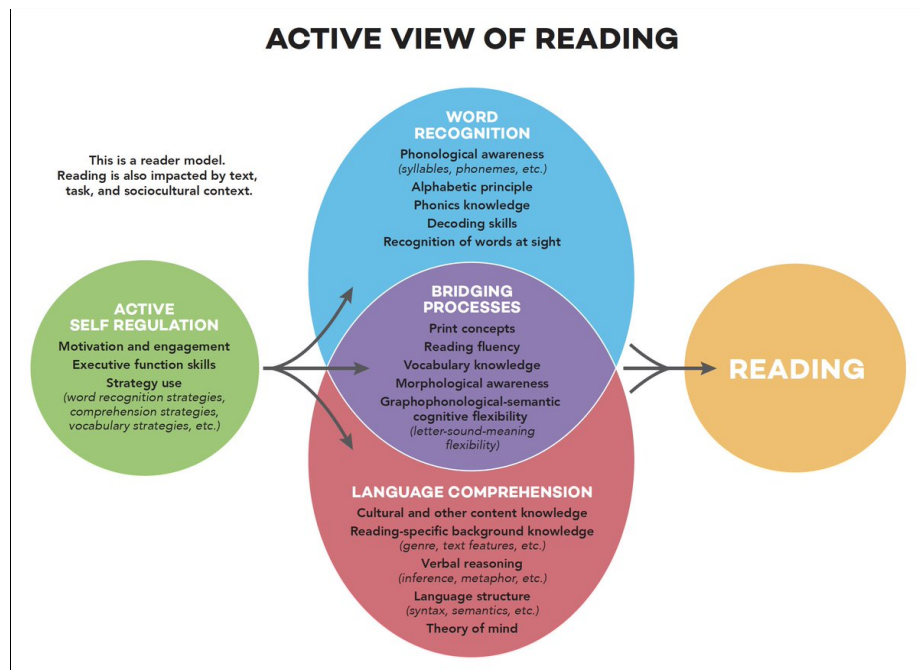 ACTIVE VIEW OF READING
This is a reader model.
Reading is also impacted by text,
task, and sociocultural context.
WORD
RECOGNITION
Phonological awareness
(syllables, phonemes, etc.)
Alphabetic principle
Phonics knowledge
Decoding skills
Recognition of words at sight
ACTIVE
SELF REGULATION
Motivation and engagement
Executive function skills
Strategy use
(word recognition strategies,
comprehension strategies,
vocabulary strategies, etc.)
BRIDGING
PROCESSES
Print concepts
Reading fluency
Vocabulary knowledge
Morphological awareness
Graphophonological-semantic
cognitive flexibility
(letter-sound-meaning
flexibility)
LANGUAGE COMPREHENSION
Cultural and other content knowledge
Reading-specific background knowledge
(genre, text features, etc.)
Verbal reasoning
(inference, metaphor, etc.)
Language structure
(syntax, semantics, etc.)
Theory of mind
READING